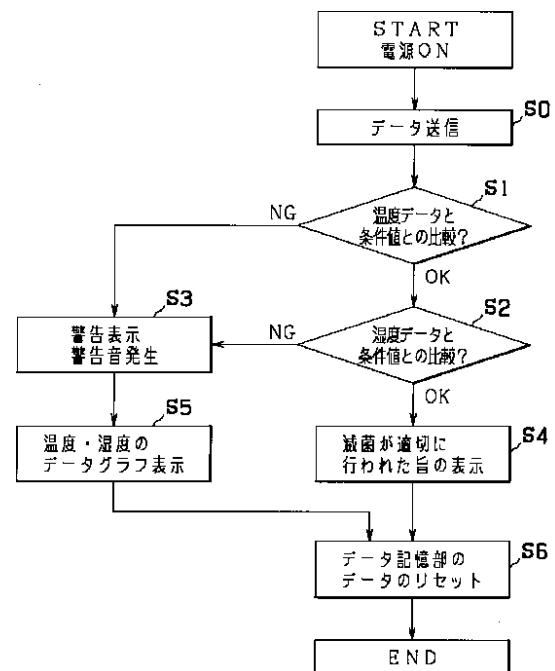 START
電源ON
S0
データ送信
S1
温度データと
条件値との比較?
NG
OK
S2
湿度データと
条件値との比較?
NG
OK
S3
警告表示
警告音発生
S5
温度・湿度の
データグラフ表示
S4
滅菌が適切に
行われた旨の表示
S6
データ記憶部の
データのリセット
END